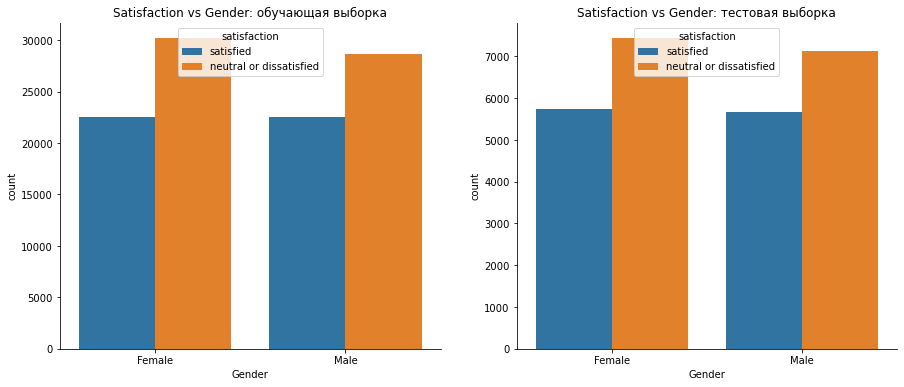 Satisfaction vs Gender: обучающая выборка
satisfaction
satisfied
neutral or dissatisfied
30000
25000
20000
15000
10000
5000
0
count
Female
Male
Gender
Satisfaction vs Gender: тестовая выборка
satisfaction
satisfied
neutral or dissatisfied
7000
6000
5000
4000
3000
2000
1000
0
count
Female
Male
Gender